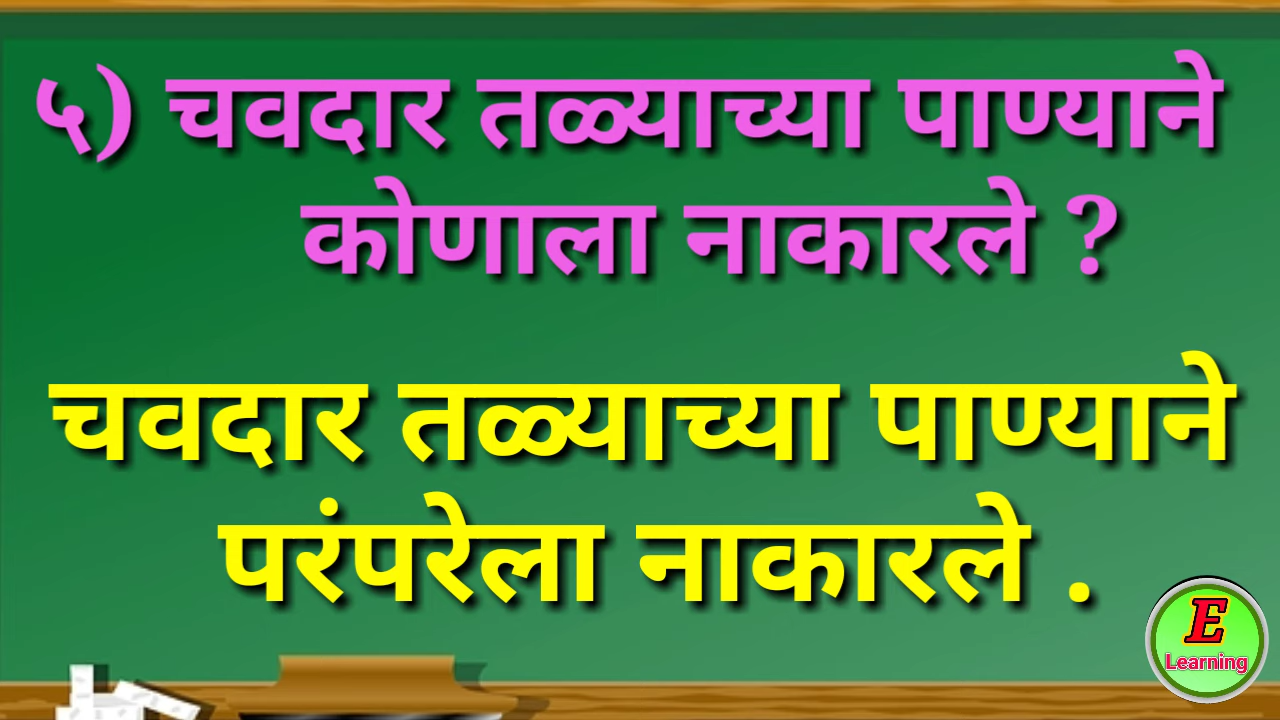 ५) चवदार तळ्याच्या पाण्याने
कोणाला नाकारले ?
चवदार तळ्याच्या पाण्याने
परंपरेला नाकारले .
E
Learning